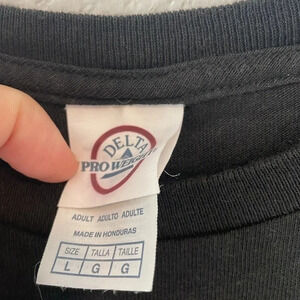 DELTA
PRO WEIGHT
ADULT ADULTO ADULTE
MADE IN HONDURAS
SIZE TALLA TAILLE
L G G